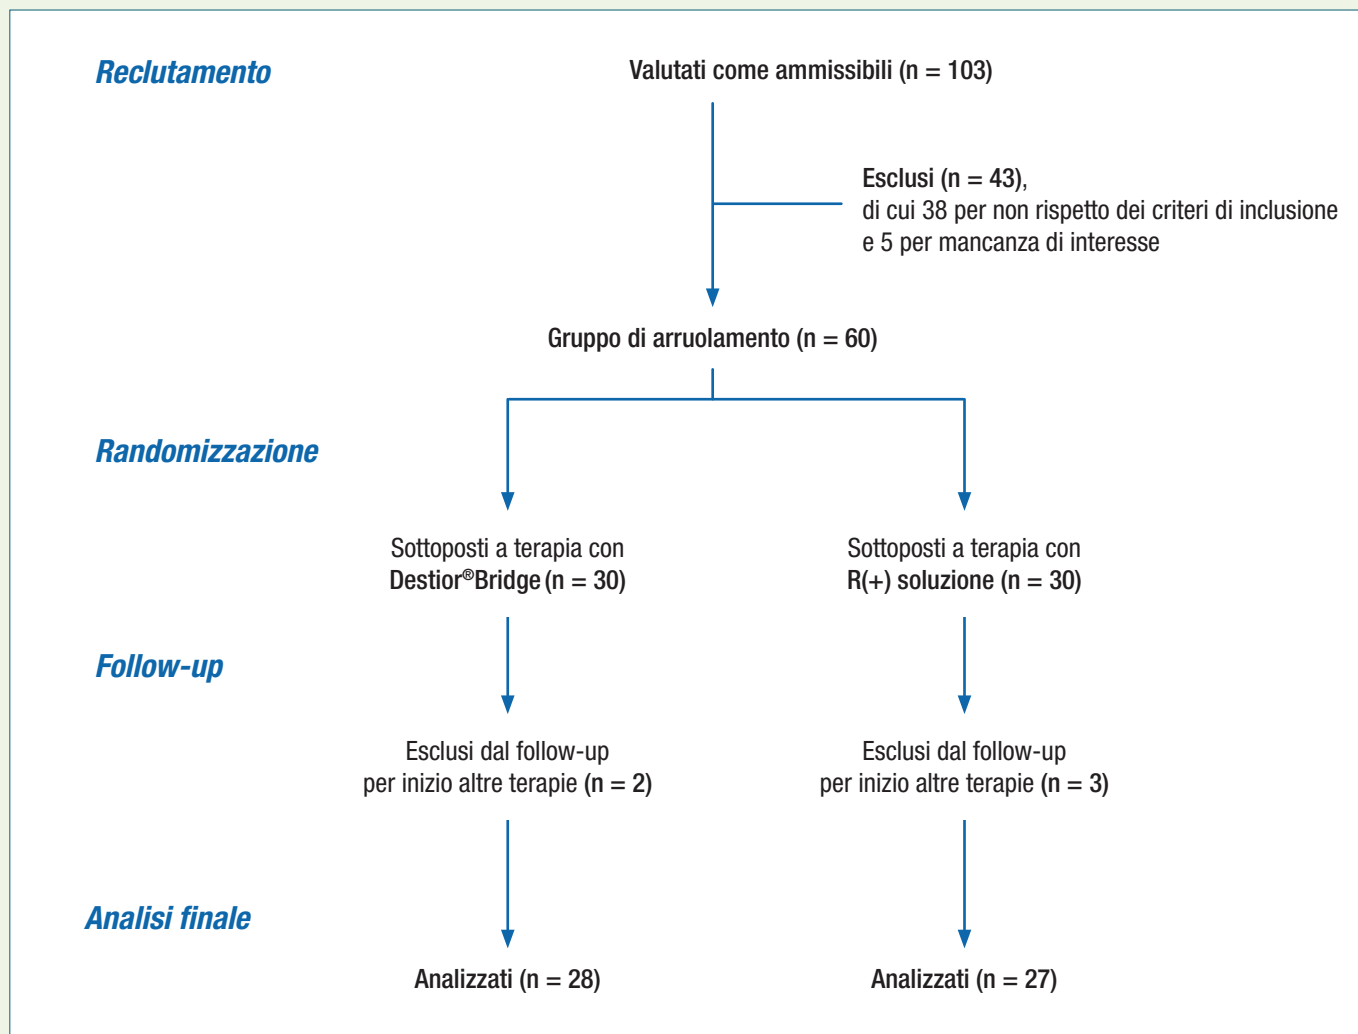 Reclutamento
Valutati come ammissibili (n = 103)
Esclusi (n = 43),
di cui 38 per non rispetto dei criteri di inclusione
e 5 per mancanza di interesse
Gruppo di arruolamento (n = 60)
Randomizzazione
Sottoposti a terapia con
Destior®Bridge (n = 30)
Sottoposti a terapia con
R(+) soluzione (n = 30)
Follow-up
Esclusi dal follow-up
per inizio altre terapie (n = 2)
Esclusi dal follow-up
per inizio altre terapie (n = 3)
Analisi finale
Analizzati (n = 28)
Analizzati (n = 27)